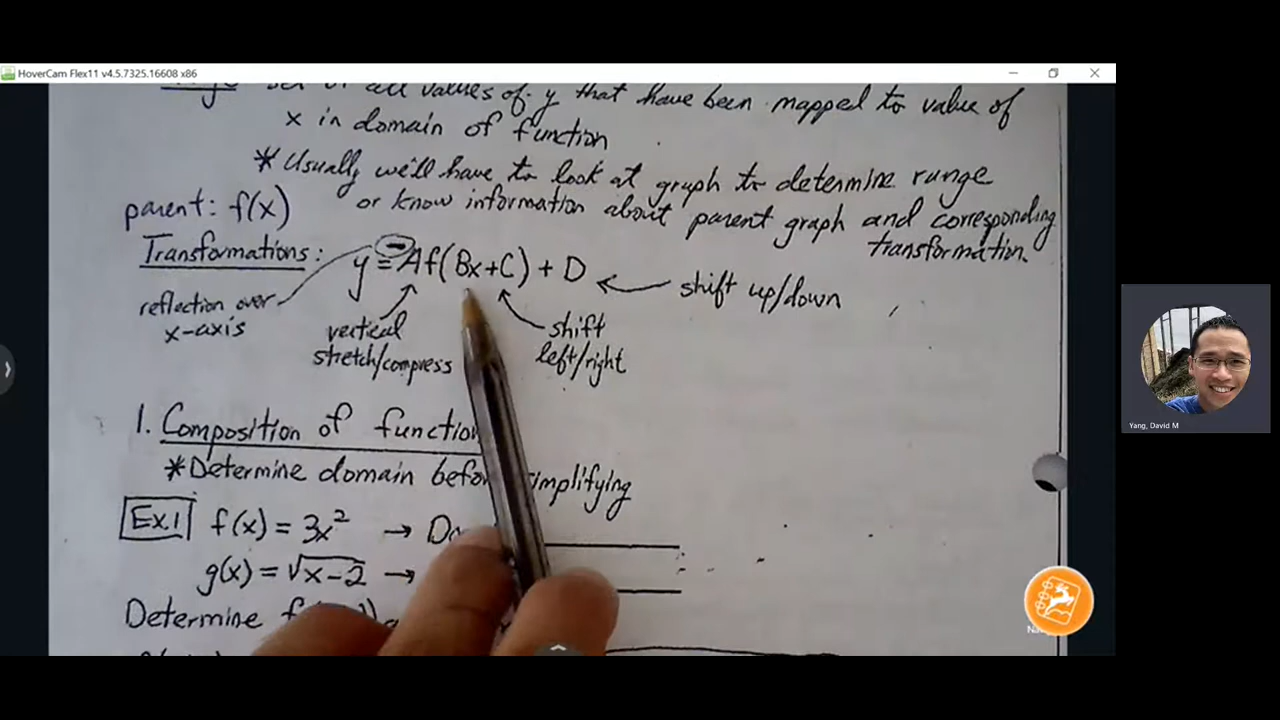 HoverCam Flex11 v4.5.7325.16608 x86
set of all values of y that have been mapped to value of
x in domain of function
* Usually we'll have to look at graph to determine range
or know information about parent graph and corresponding
transformation.
parent: f(x)
Transformations: y = -Af(Bx+C) + D
shift up/down
reflection over
x-axis
vertical
stretch/compress
shift
left/right
1. Composition of function
*Determine domain before simplifying
Ex.1 f(x) = 3x² →
g(x) = √x-2 →
Determine
Yang, David M